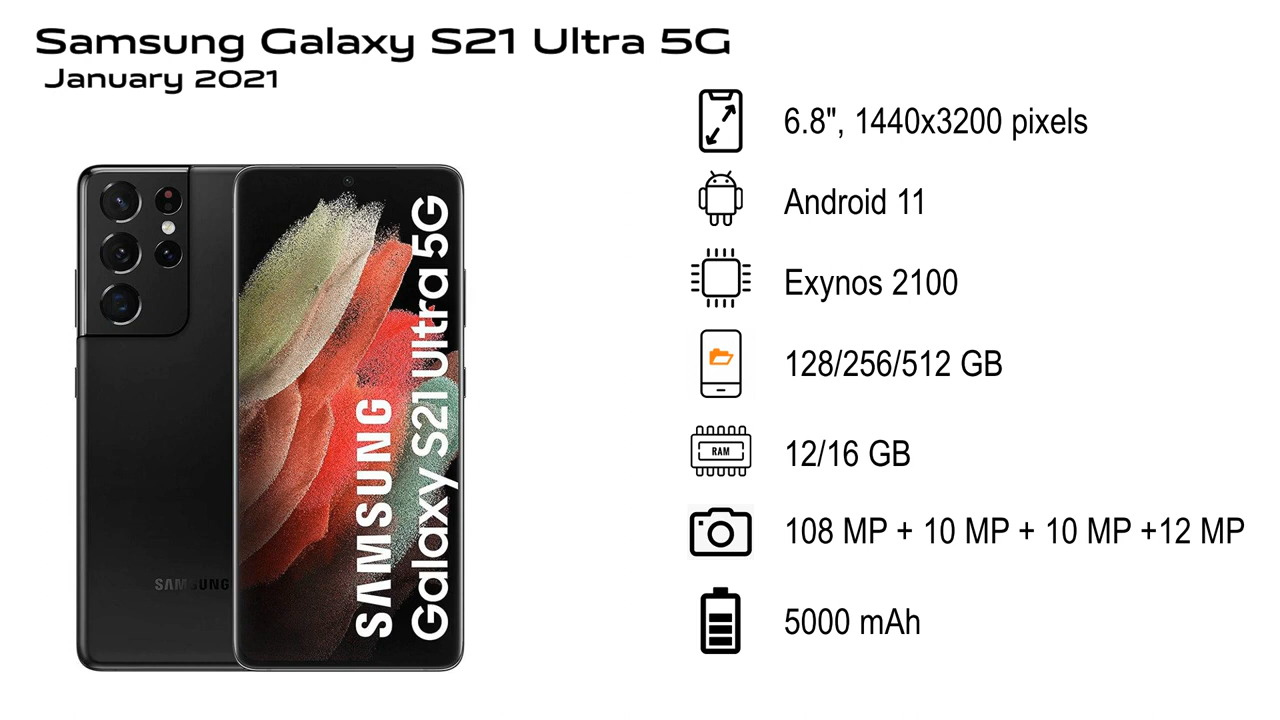 Samsung Galaxy S21 Ultra 5G
January 2021
6.8", 1440x3200 pixels
Android 11
Exynos 2100
128/256/512 GB
RAM
12/16 GB
108 MP + 10 MP + 10 MP +12 MP
5000 mAh
SAMSUNG
SAMSUNG
Galaxy S21 Ultra 5G